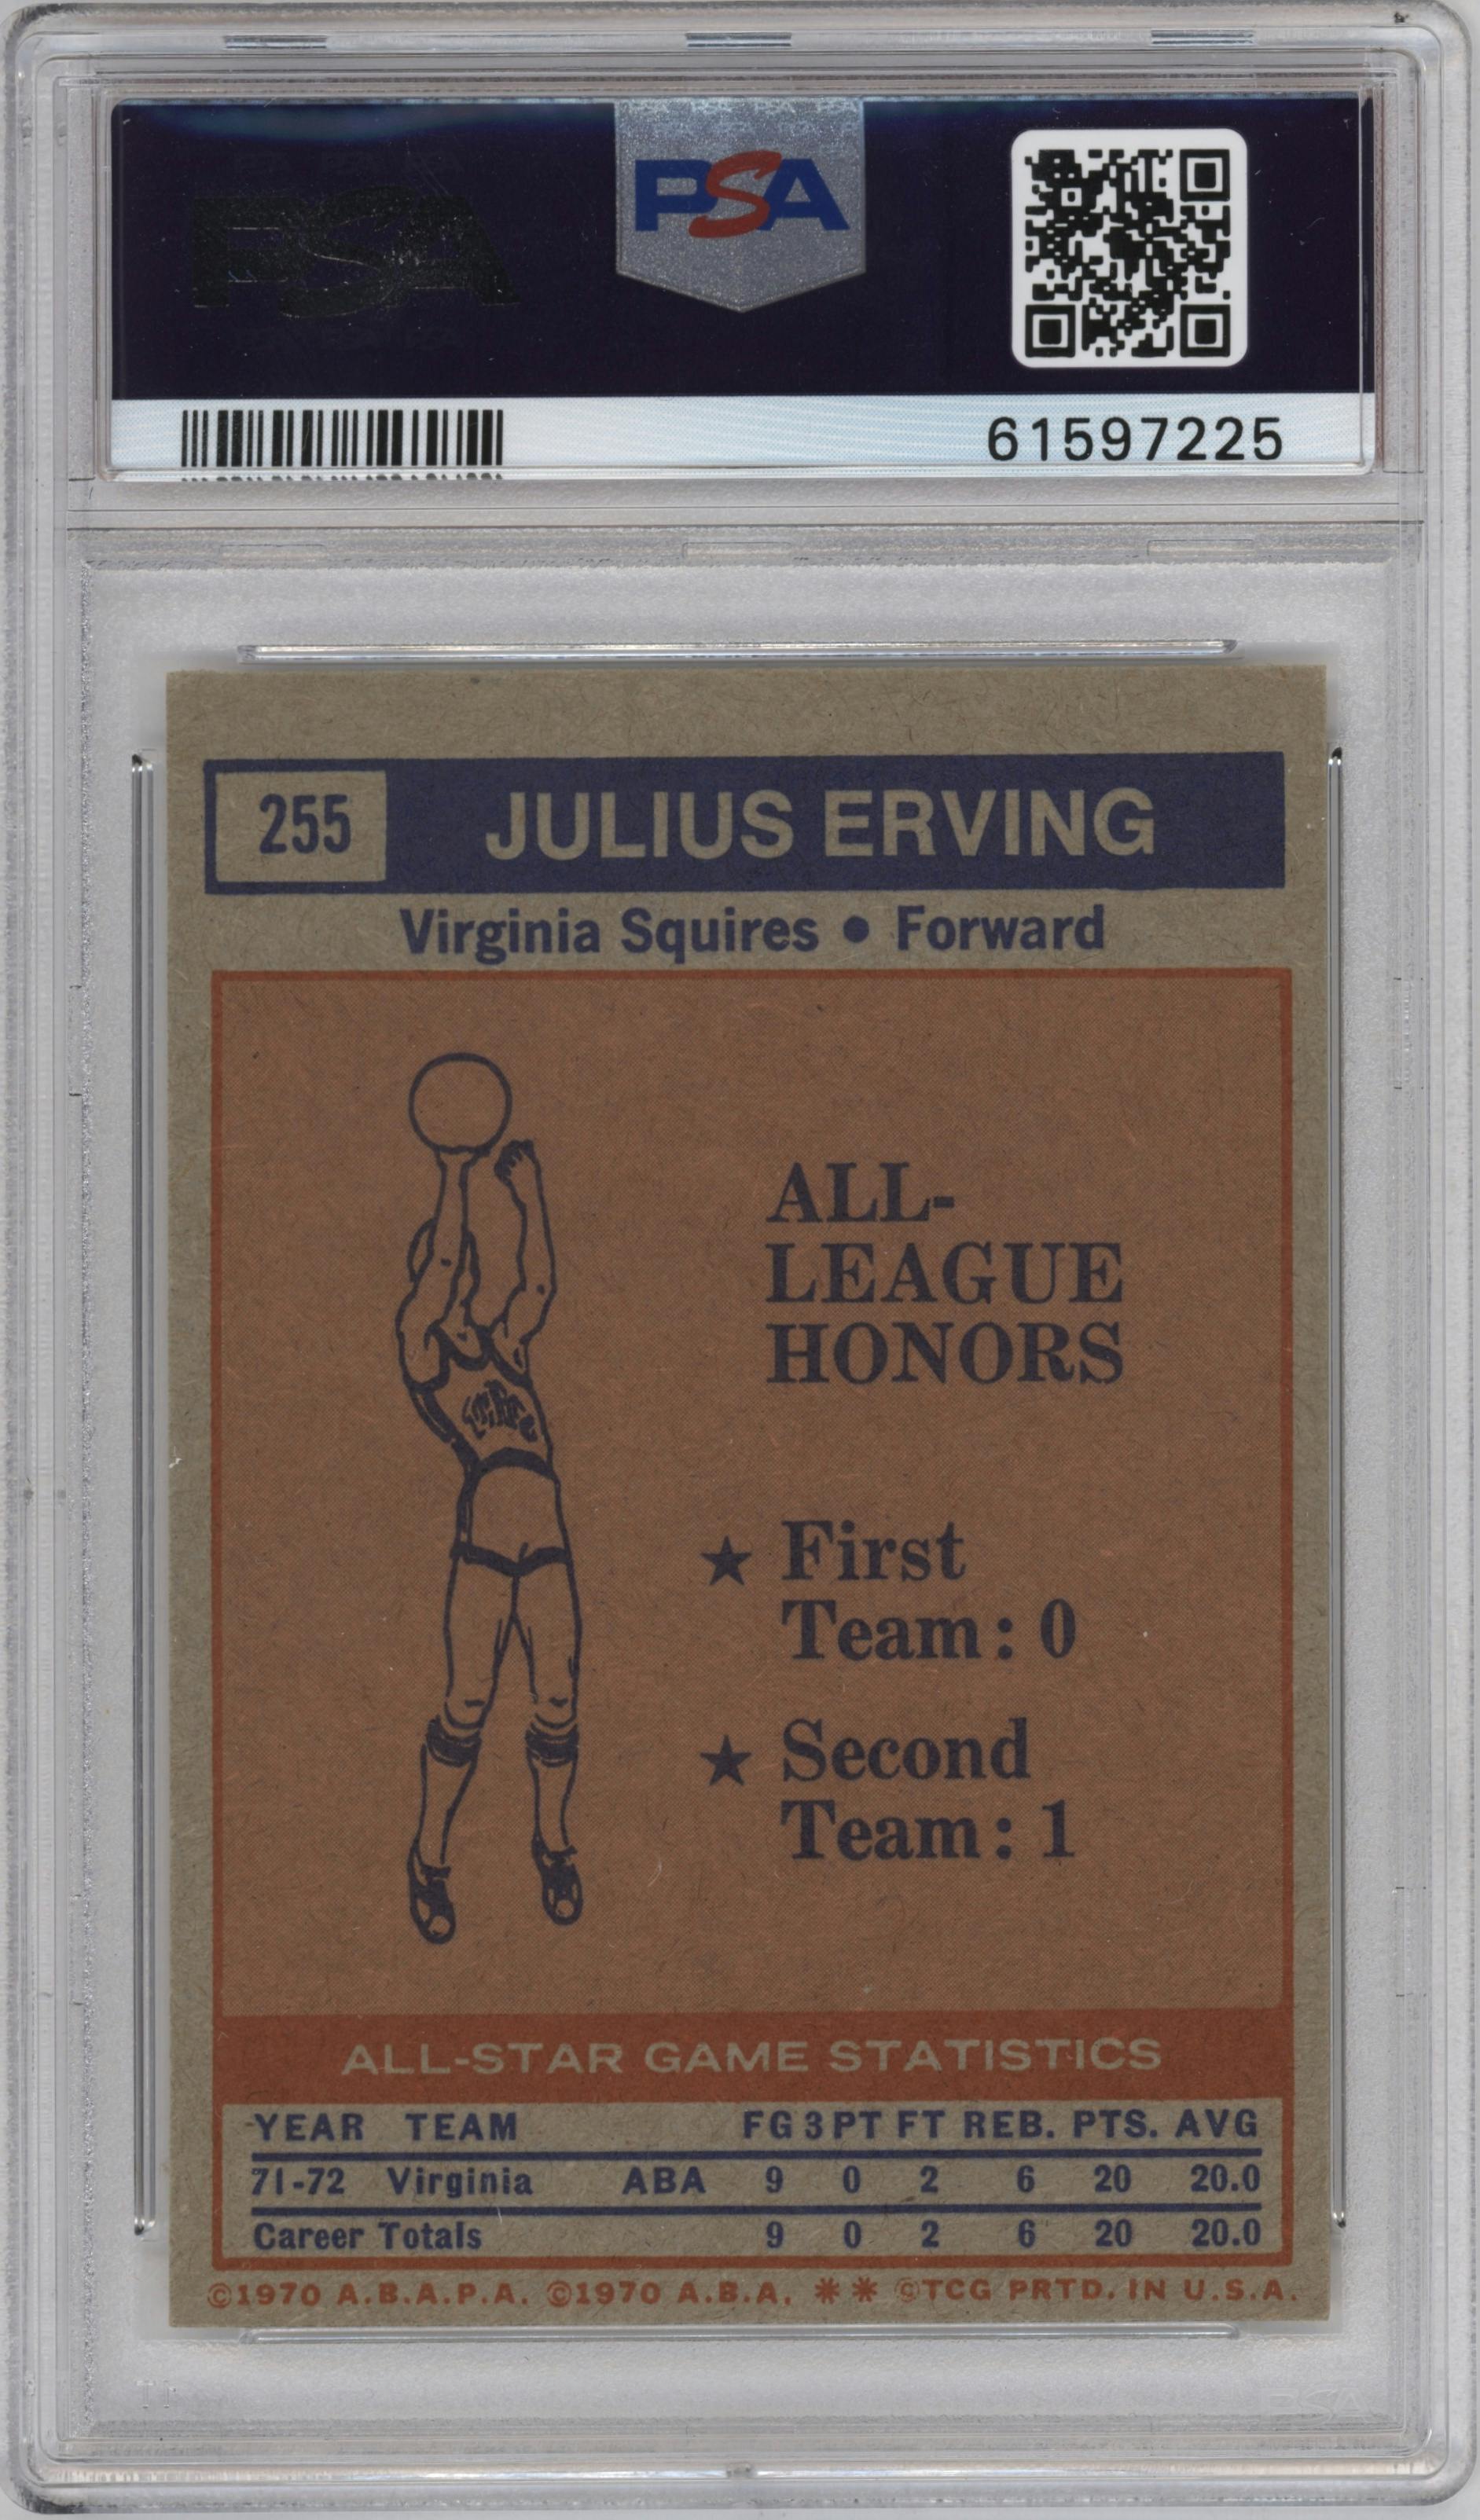 PSA
PSA
61597225
255 JULIUS ERVING
Virginia Squires • Forward
ALL-
LEAGUE
HONORS
★ First
Team: 0
★ Second
Team: 1
ALL-STAR GAME STATISTICS
YEAR TEAM FG 3PT FT REB. PTS. AVG
71-72 Virginia ABA 9 0 2 6 20 20.0
Career Totals 9 0 2 6 20 20.0
©1970 A.B.A.P.A. ©1970 A.B.A. ** ©TCG PRTD. IN U.S.A.